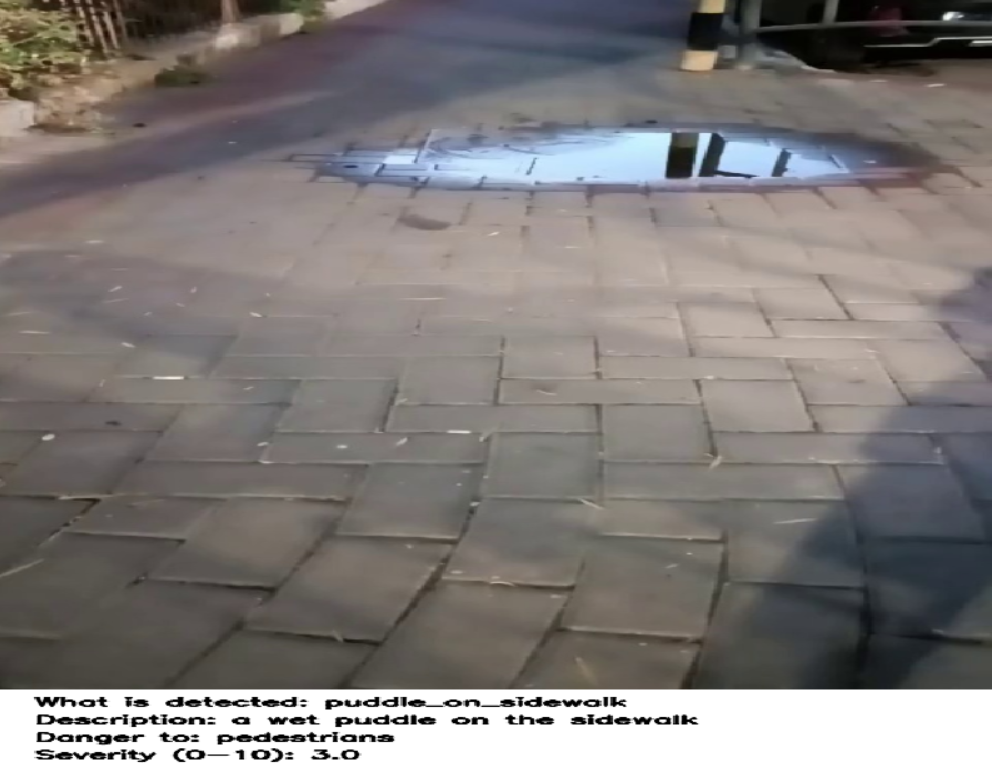 What is detected: puddle_on_sidewalk
Description: a wet puddle on the sidewalk
Danger to: pedestrians
Severity (0-10): 3.0